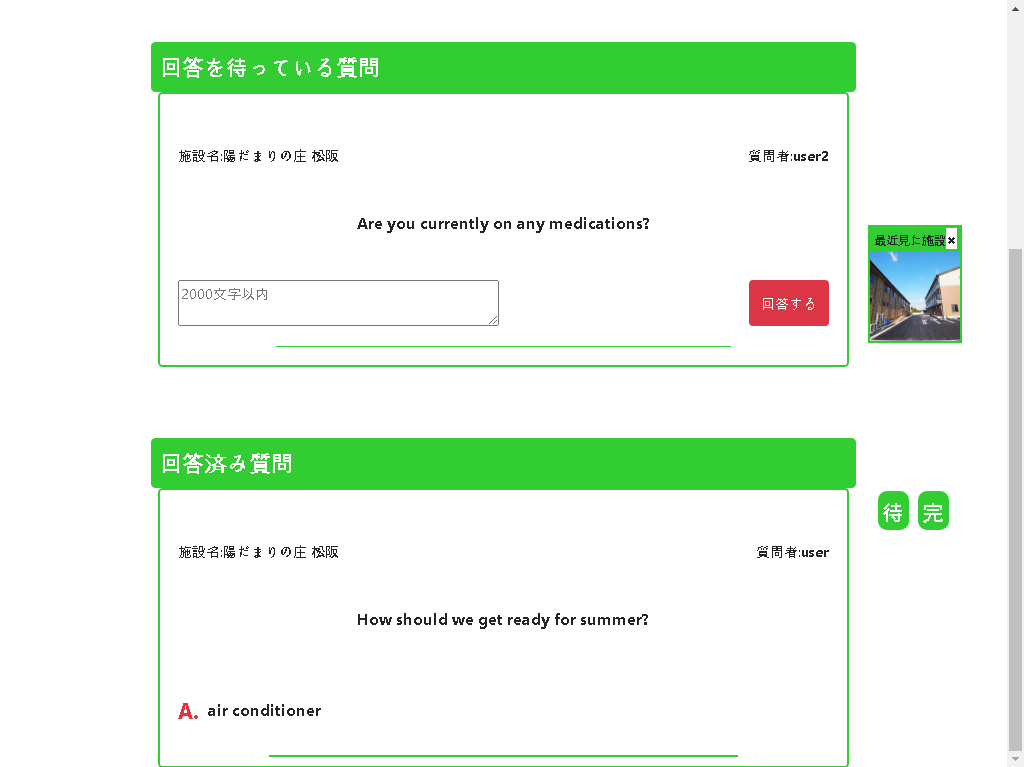 回答を待っている質問
施設名:陽だまりの庄 松阪
質問者:user2
Are you currently on any medications?
2000文字以内
回答する
最近見た施設×
回答済み質問
待 完
施設名:陽だまりの庄 松阪
質問者:user
How should we get ready for summer?
A. air conditioner